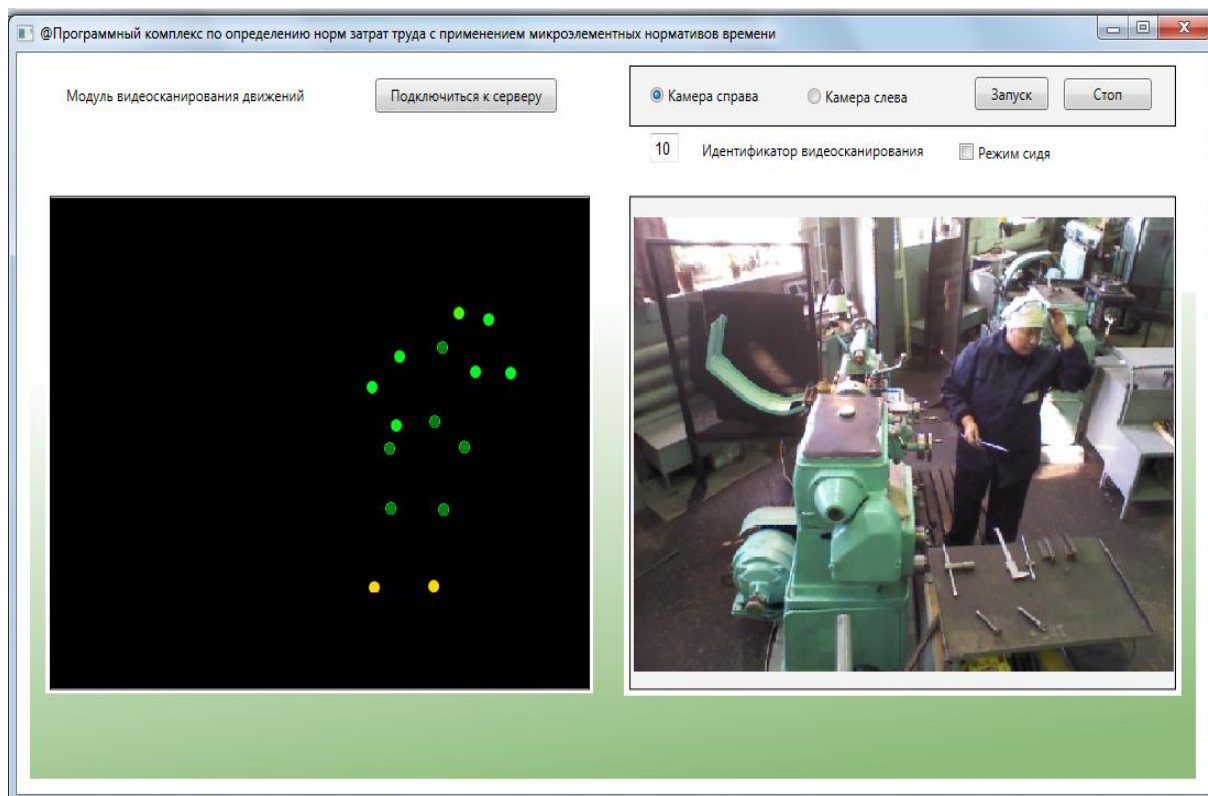 @Программный комплекс по определению норм затрат труда с применением микроэлементных нормативов времени
Модуль видеосканирования движений
Подключиться к серверу
Камера справа
Камера слева
Запуск
Стоп
10
Идентификатор видеосканирования
Режим сидя